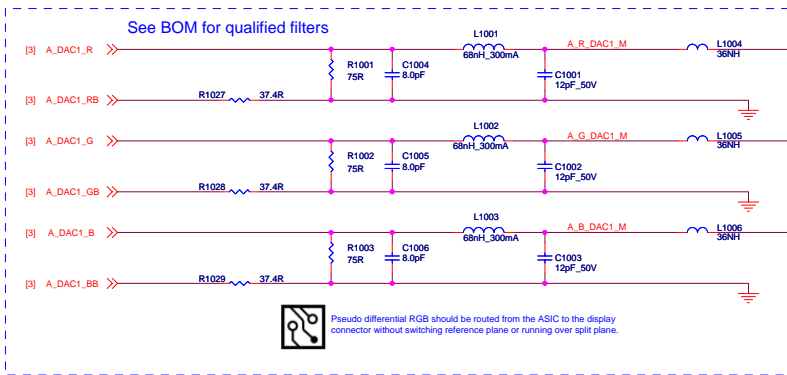 See BOM for qualified filters
[3] A_DAC1_R
L1001
68nH_300mA
A_R_DAC1_M
L1004
36NH
R1001
75R
C1004
8.0pF
C1001
12pF_50V
[3] A_DAC1_RB
R1027
37.4R
[3] A_DAC1_G
L1002
68nH_300mA
A_G_DAC1_M
L1005
36NH
R1002
75R
C1005
8.0pF
C1002
12pF_50V
[3] A_DAC1_GB
R1028
37.4R
[3] A_DAC1_B
L1003
68nH_300mA
A_B_DAC1_M
L1006
36NH
R1003
75R
C1006
8.0pF
C1003
12pF_50V
[3] A_DAC1_BB
R1029
37.4R
Pseudo differential RGB should be routed from the ASIC to the display
connector without switching reference plane or running over split plane.